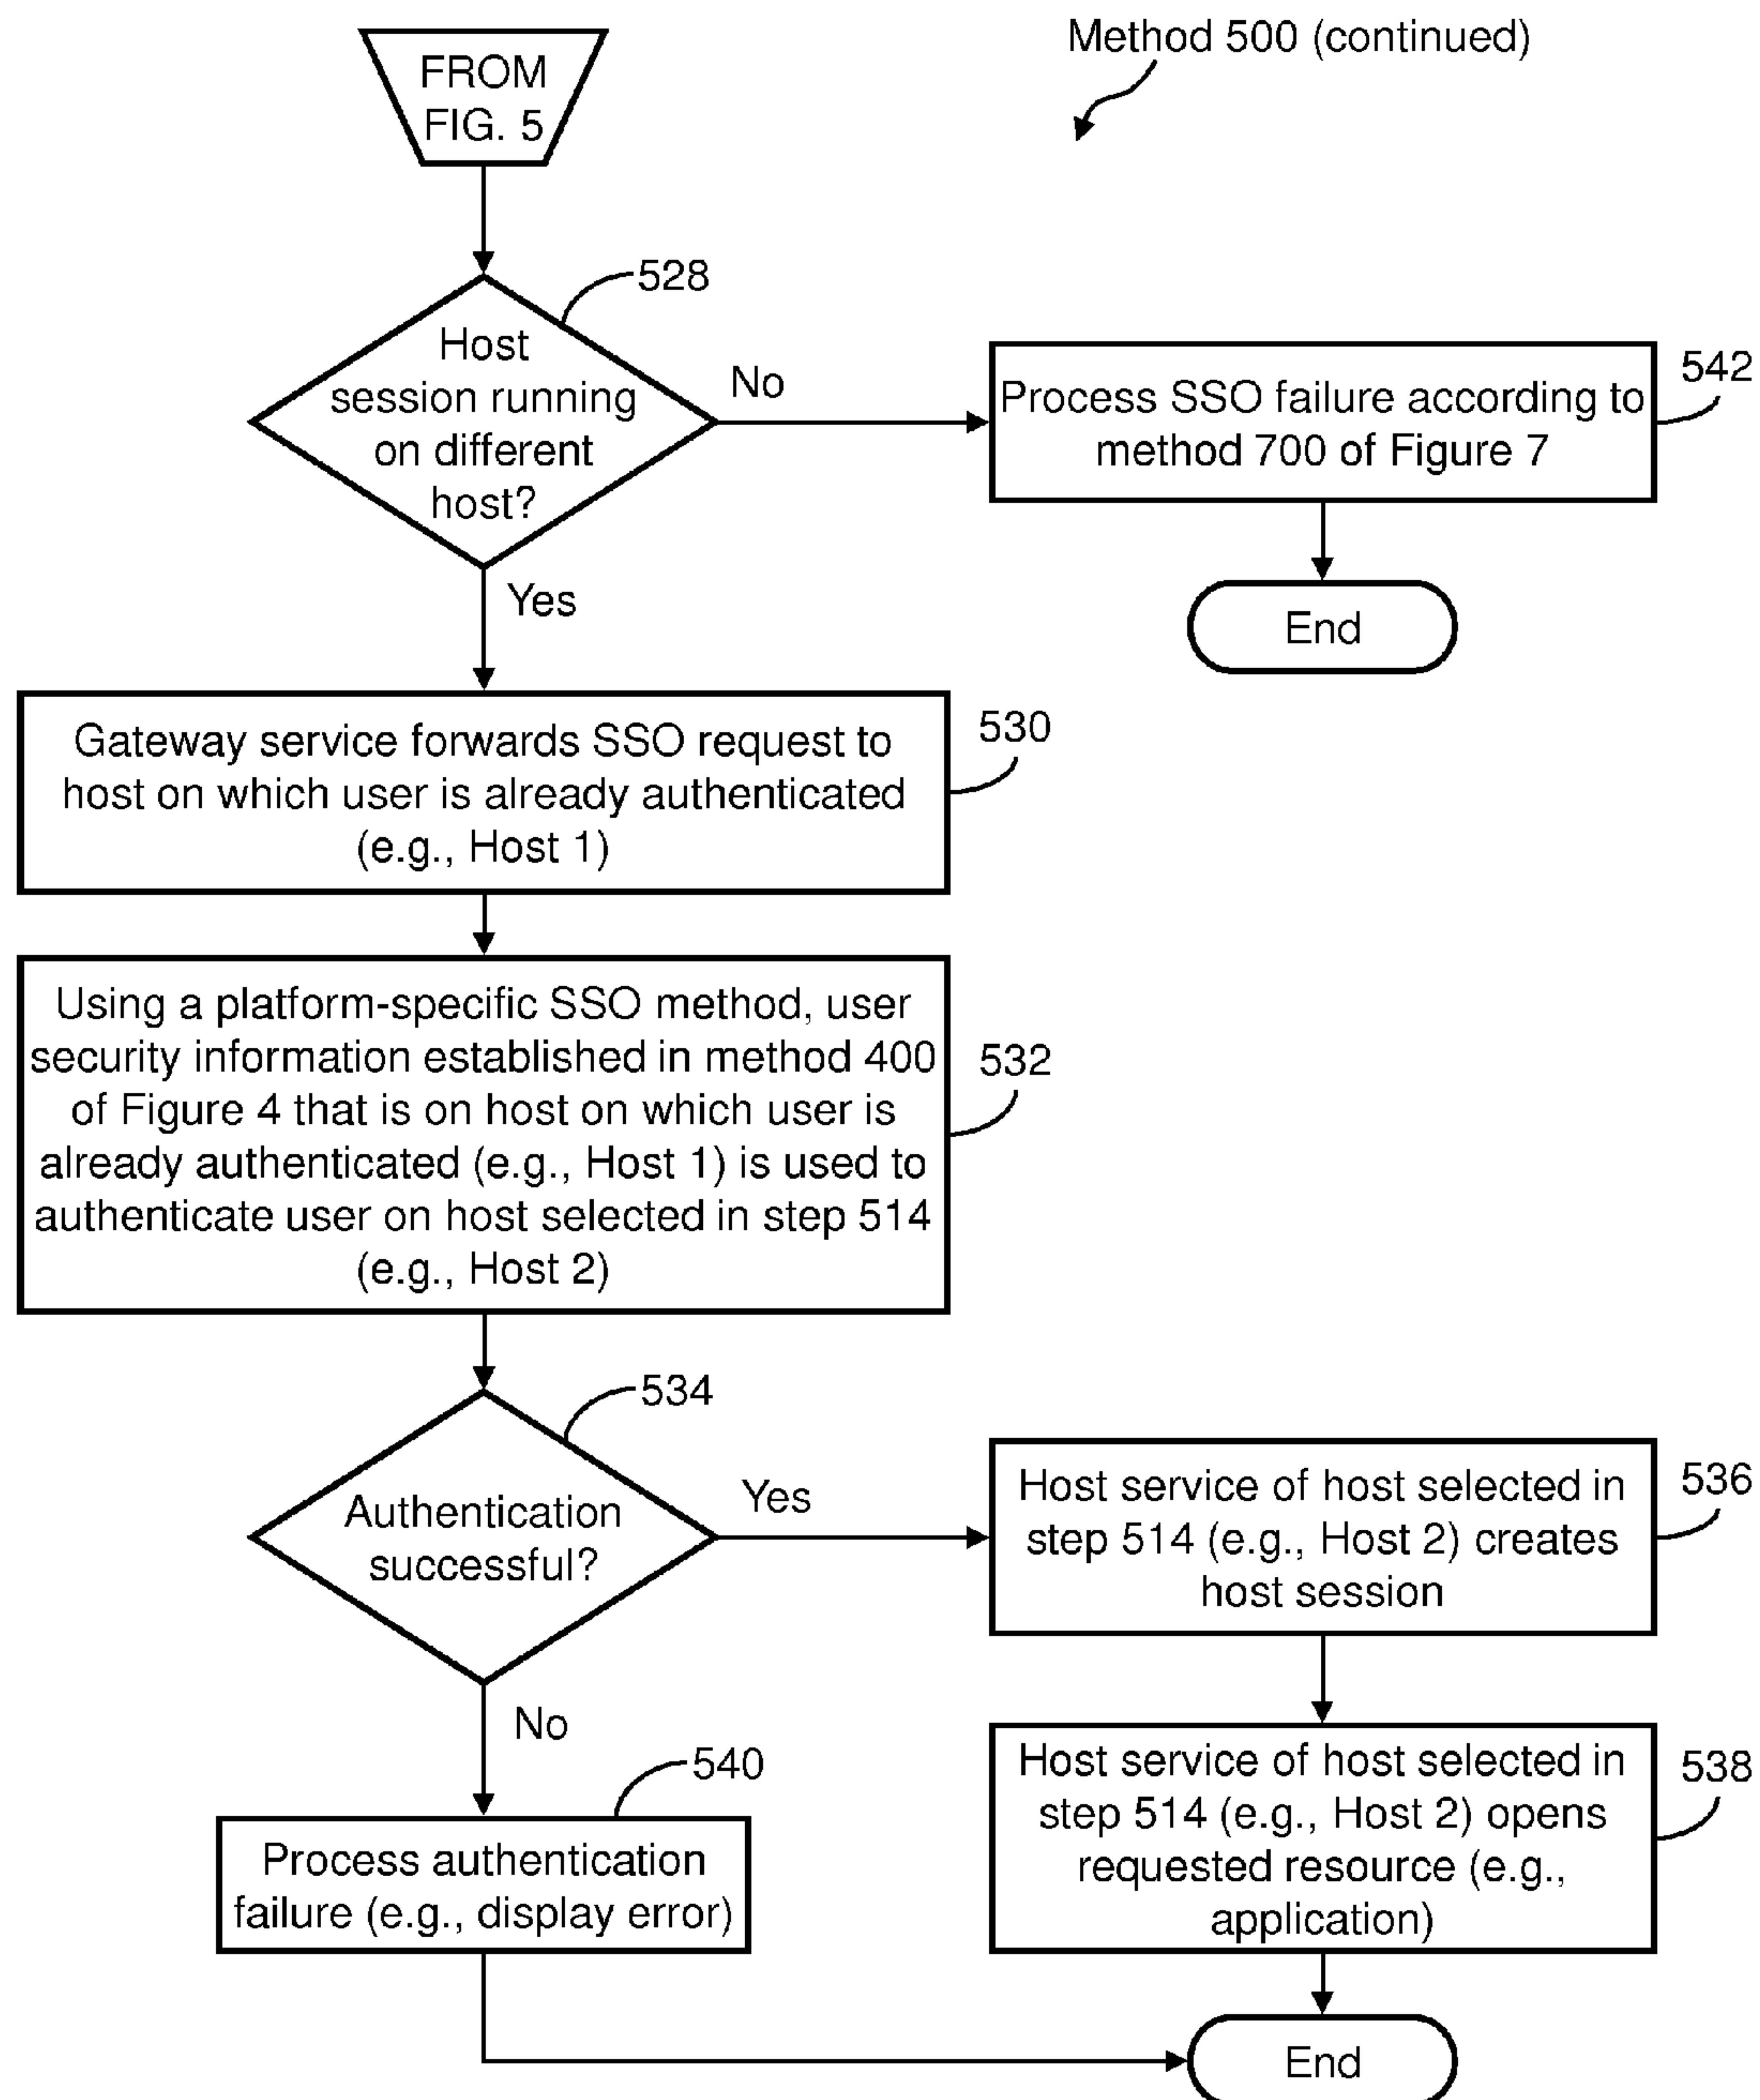 Method 500 (continued)
FROM
FIG. 5
528
Host
session running
on different
host?
No
542
Process SSO failure according to
method 700 of Figure 7
End
Yes
530
Gateway service forwards SSO request to
host on which user is already authenticated
(e.g., Host 1)
532
Using a platform-specific SSO method, user
security information established in method 400
of Figure 4 that is on host on which user is
already authenticated (e.g., Host 1) is used to
authenticate user on host selected in step 514
(e.g., Host 2)
534
Authentication
successful?
Yes
536
Host service of host selected in
step 514 (e.g., Host 2) creates
host session
No
538
Host service of host selected in
step 514 (e.g., Host 2) opens
requested resource (e.g.,
application)
540
Process authentication
failure (e.g., display error)
End